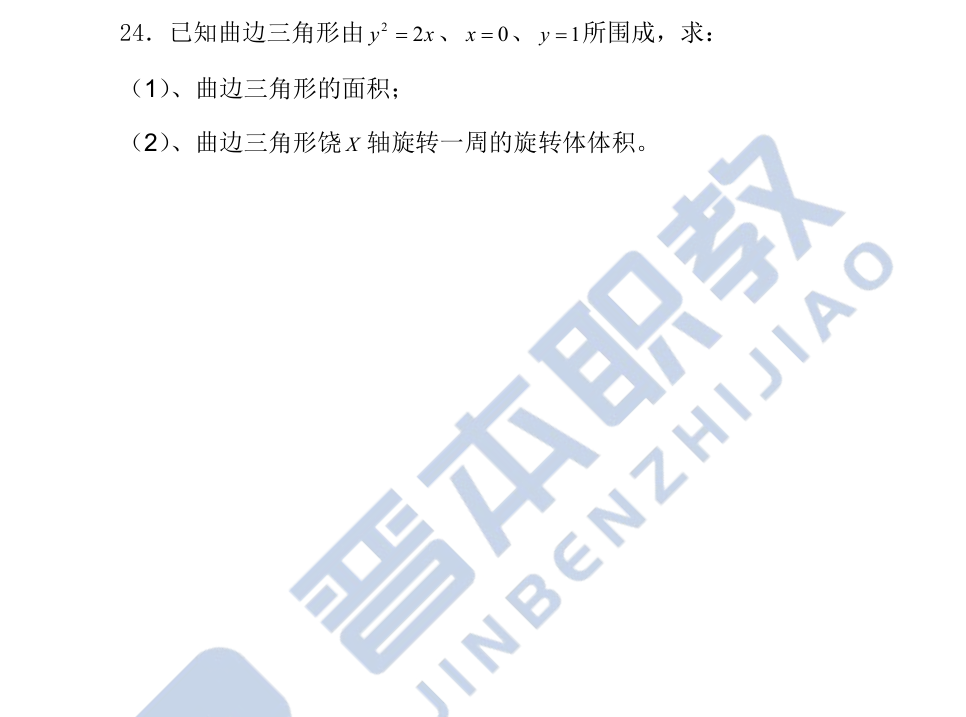 24．已知曲边三角形由 y² = 2x 、 x = 0 、 y = 1 所围成，求：
（1）、曲边三角形的面积；
（2）、曲边三角形饶 X 轴旋转一周的旋转体体积。
晋本职教
JINBENZHIJIAO